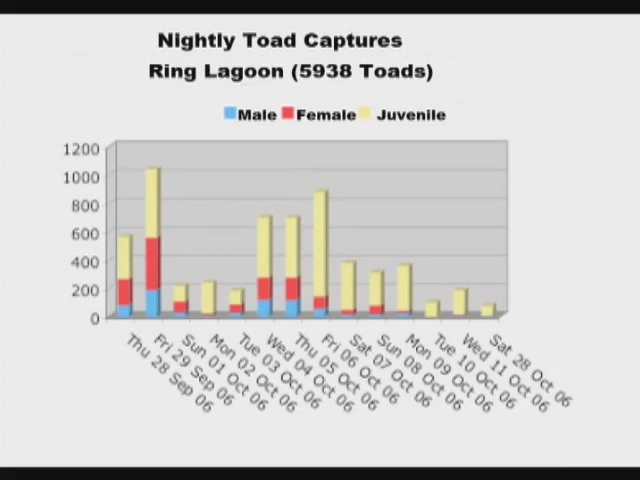 Nightly Toad Captures
Ring Lagoon (5938 Toads)
Male Female Juvenile
1200
1000
800
600
400
200
0
Thu 28 Sep 06
Fri 29 Sep 06
Sun 01 Oct 06
Mon 02 Oct 06
Tue 03 Oct 06
Wed 04 Oct 06
Thu 05 Oct 06
Fri 06 Oct 06
Sat 07 Oct 06
Sun 08 Oct 06
Mon 09 Oct 06
Tue 10 Oct 06
Wed 11 Oct 06
Sat 28 Oct 06